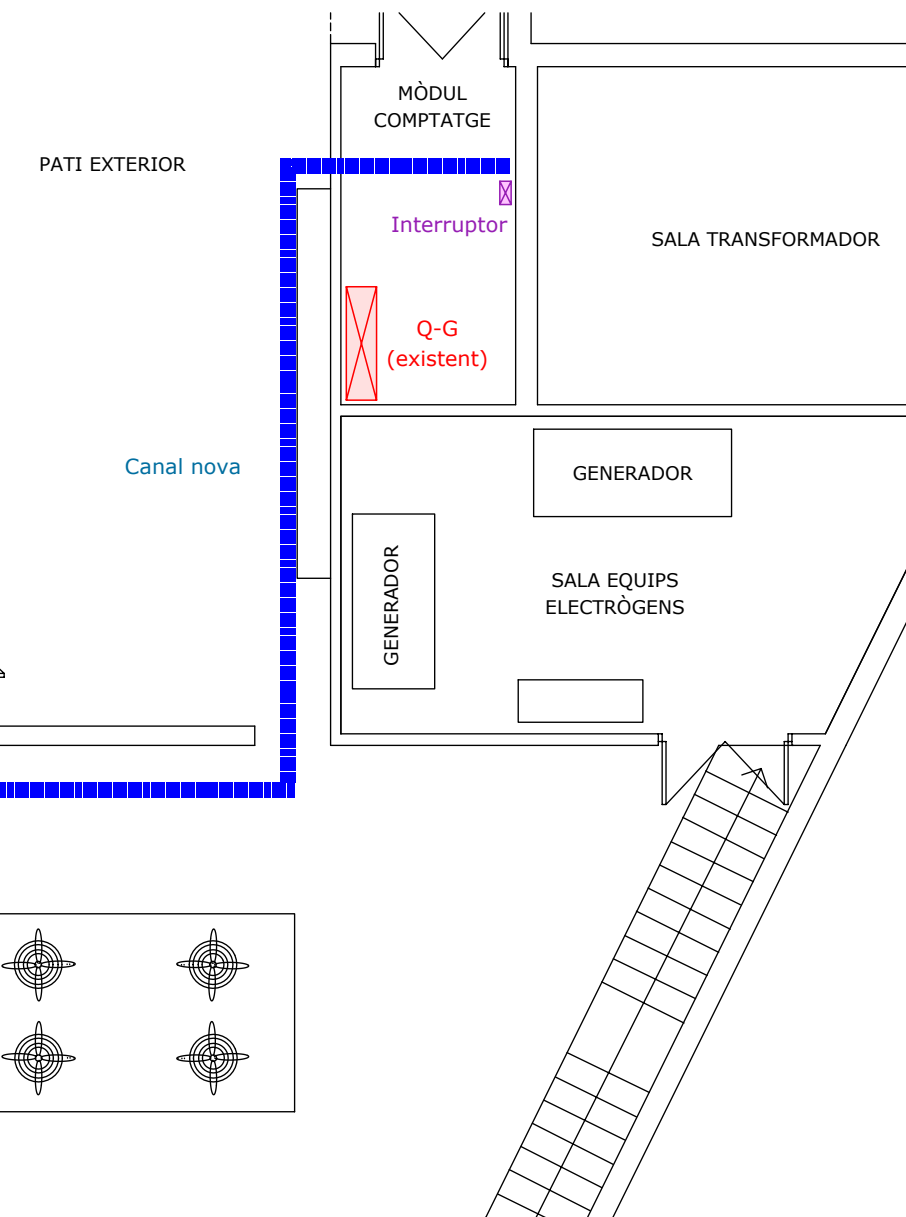 MÒDUL
COMPTATGE
PATI EXTERIOR
Interruptor
SALA TRANSFORMADOR
Q-G
(existent)
Canal nova
GENERADOR
GENERADOR
SALA EQUIPS
ELECTRÒGENS